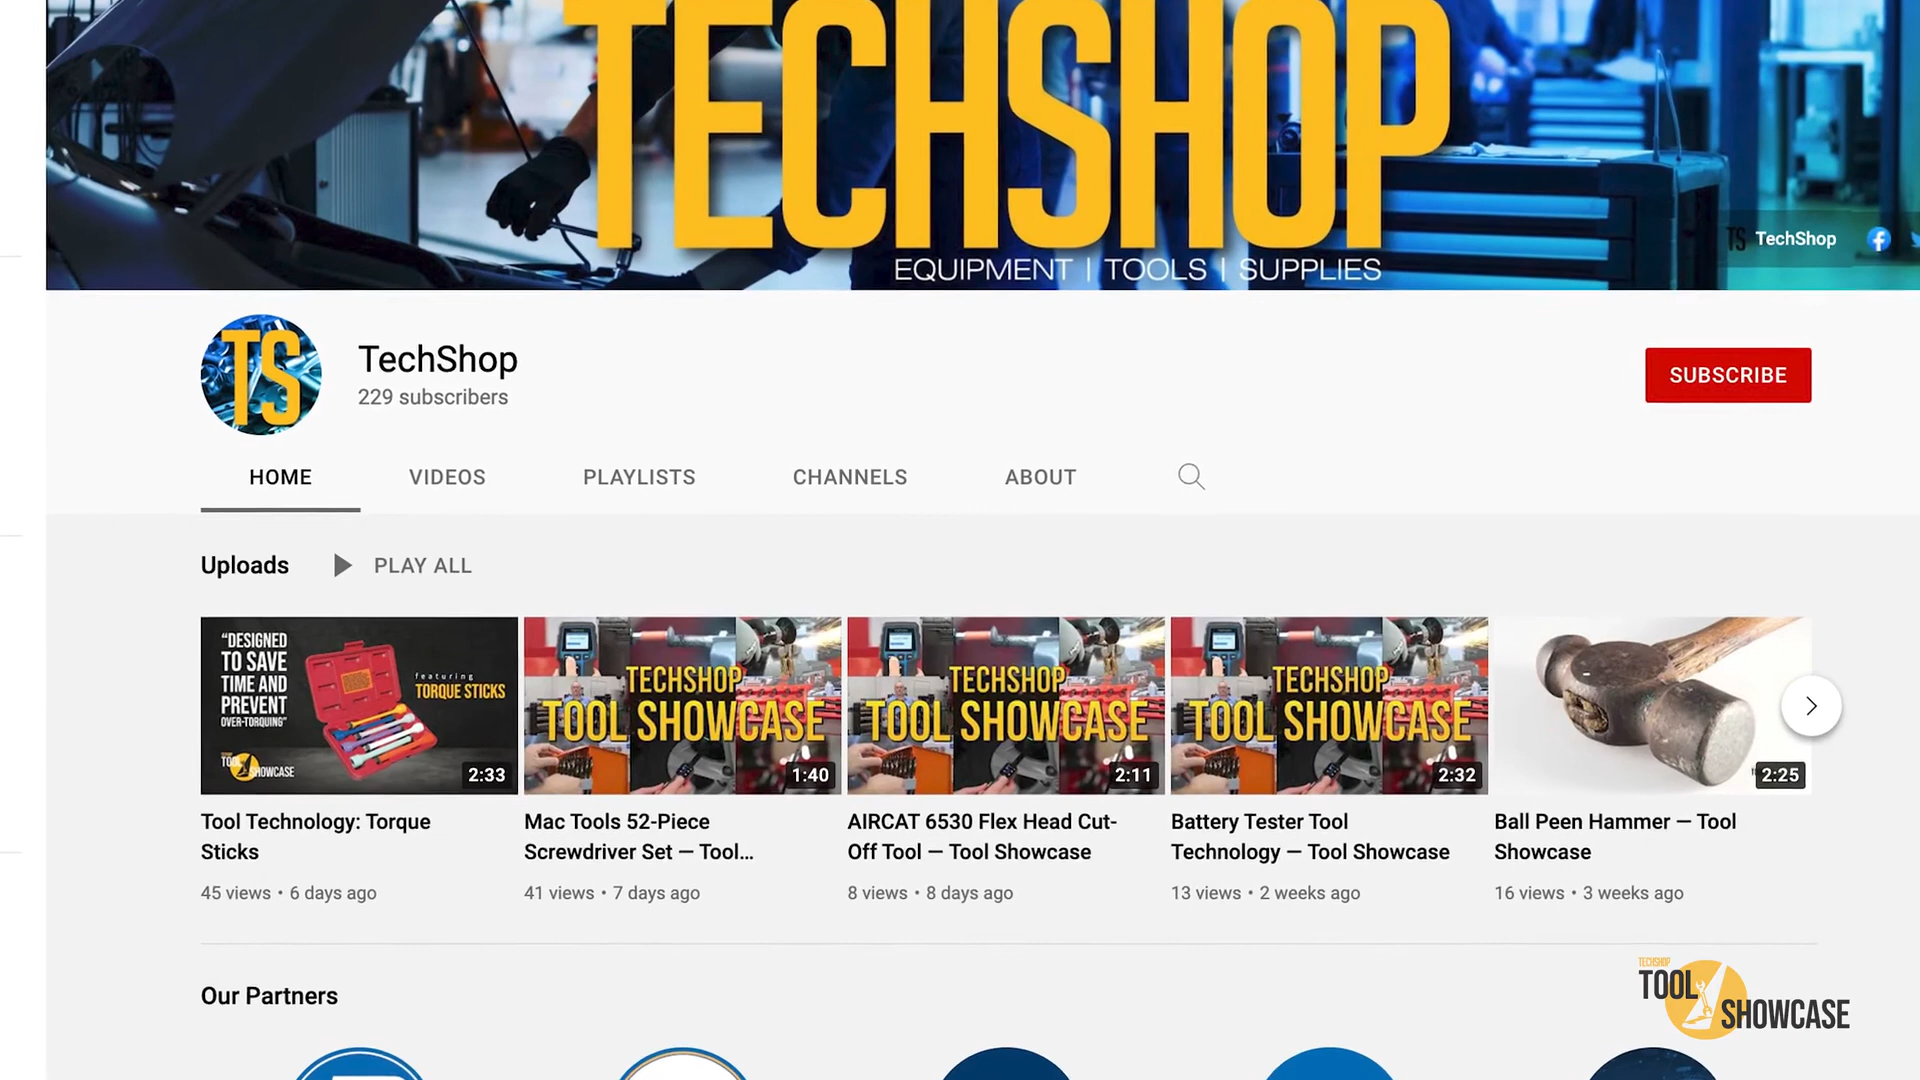 TECHSHOP
EQUIPMENT | TOOLS | SUPPLIES
TS TechShop
TS
TechShop
229 subscribers
SUBSCRIBE
HOME
VIDEOS
PLAYLISTS
CHANNELS
ABOUT
Uploads
PLAY ALL
“DESIGNED
TO SAVE
TIME AND
PREVENT
OVER-TORQUING”
featuring
TORQUE STICKS
TOOL SHOWCASE
2:33
TECHSHOP
TOOL SHOWCASE
1:40
TECHSHOP
TOOL SHOWCASE
2:11
TECHSHOP
TOOL SHOWCASE
2:32
2:25
Tool Technology: Torque
Sticks
45 views • 6 days ago
Mac Tools 52-Piece
Screwdriver Set — Tool...
41 views • 7 days ago
AIRCAT 6530 Flex Head Cut-
Off Tool — Tool Showcase
8 views • 8 days ago
Battery Tester Tool
Technology — Tool Showcase
13 views • 2 weeks ago
Ball Peen Hammer — Tool
Showcase
16 views • 3 weeks ago
Our Partners
TECHSHOP
TOOL
SHOWCASE